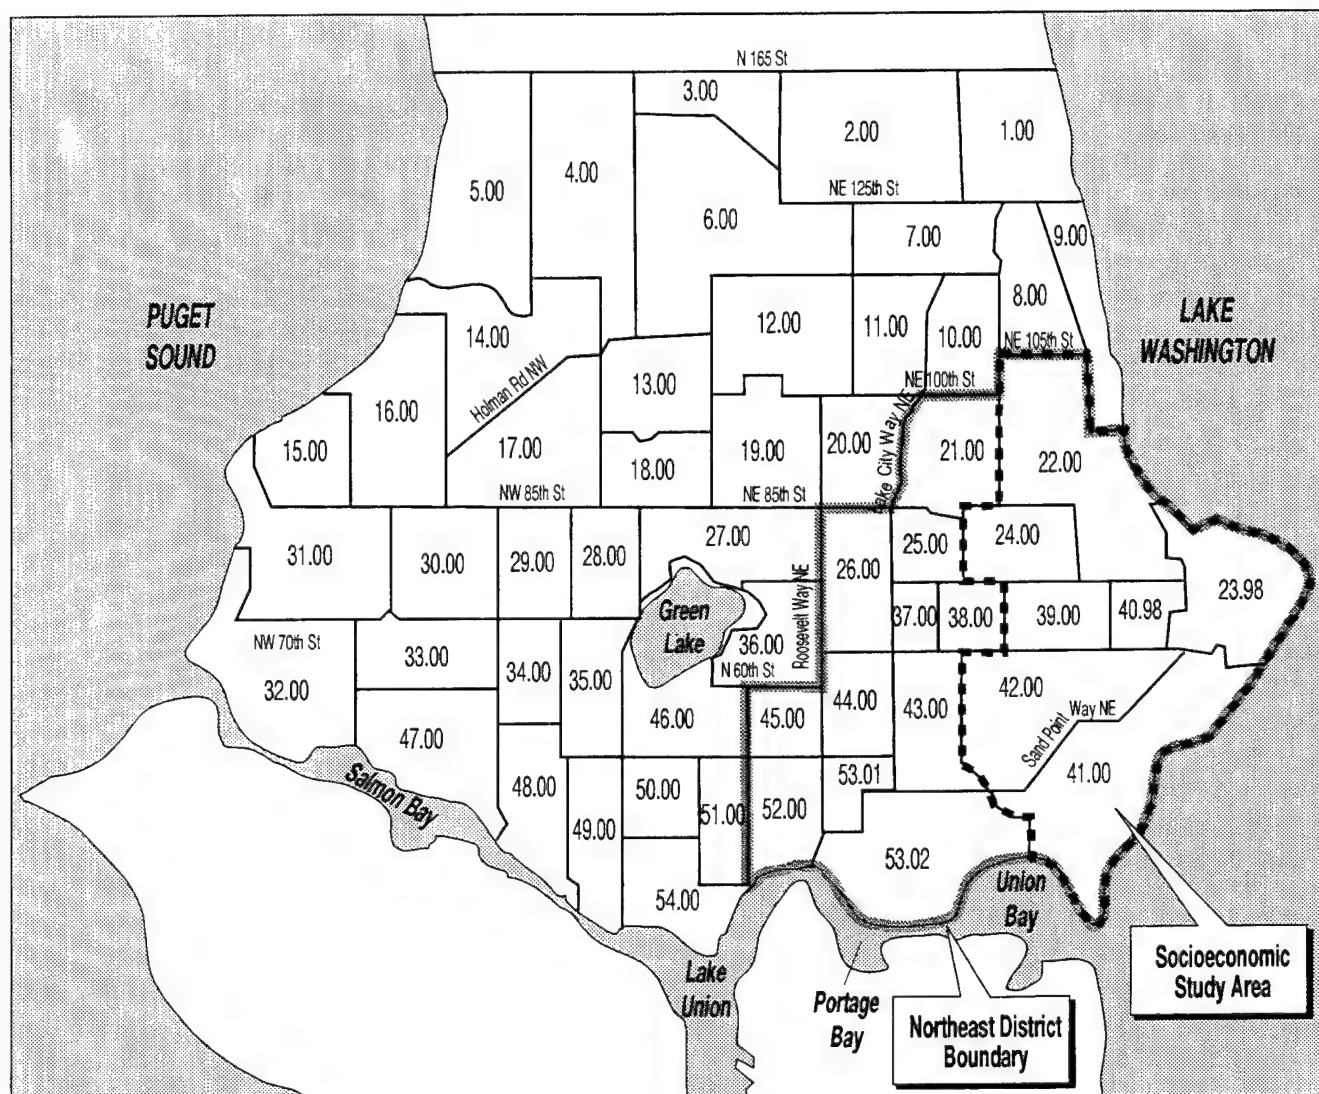 N 165 St
3.00
2.00
1.00
4.00
5.00
NE 125th St
6.00
7.00
9.00
8.00
PUGET
SOUND
LAKE
WASHINGTON
14.00
12.00
11.00
10.00
NE 105th St
Holman Rd NW
13.00
NE 100th St
16.00
15.00
17.00
18.00
19.00
20.00
Lake City Way NE
21.00
22.00
NW 85th St
NE 85th St
31.00
30.00
29.00
28.00
27.00
26.00
25.00
24.00
23.98
Green
Lake
Roosevelt Way NE
37.00
38.00
39.00
40.98
NW 70th St
33.00
34.00
35.00
36.00
N 60th St
32.00
46.00
45.00
44.00
43.00
42.00
Sand Point
Way NE
47.00
Salmon Bay
48.00
49.00
50.00
51.00
52.00
53.01
41.00
53.02
54.00
Union
Bay
Lake
Union
Portage
Bay
Socioeconomic
Study Area
Northeast District
Boundary